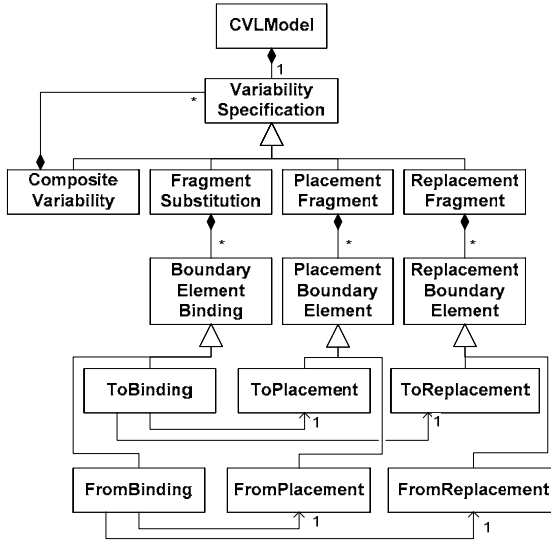 CVLModel
1
Variability
Specification
*
Composite
Variability
Fragment
Substitution
Placement
Fragment
Replacement
Fragment
*
*
*
Boundary
Element
Binding
Placement
Boundary
Element
Replacement
Boundary
Element
ToBinding
ToPlacement
ToReplacement
1
1
FromBinding
FromPlacement
FromReplacement
1
1